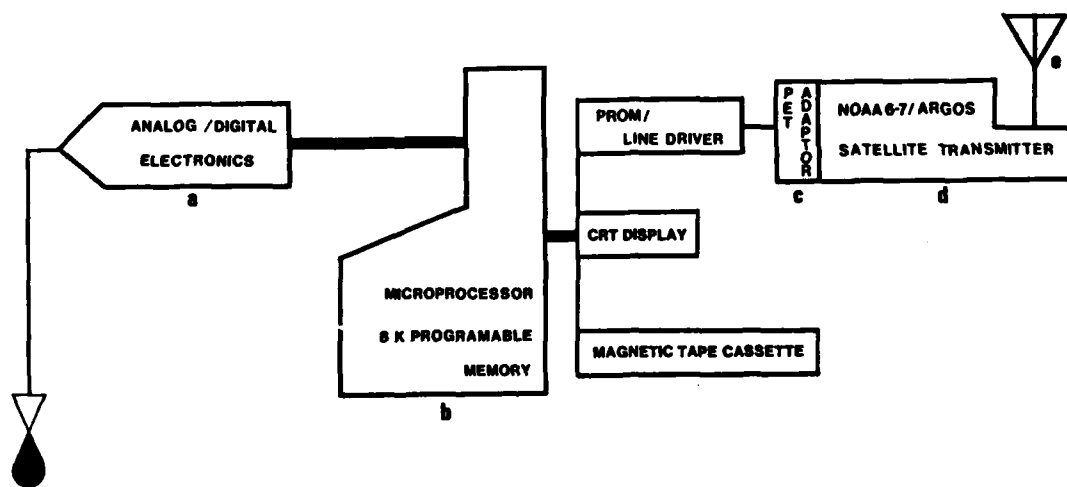 ANALOG / DIGITAL
ELECTRONICS
a
MICROPROCESSOR
8 K PROGRAMABLE
MEMORY
b
PROM/
LINE DRIVER
CRT DISPLAY
MAGNETIC TAPE CASSETTE
PET
ADAPTOR
c
NOAA 6-7/ ARGOS
SATELLITE TRANSMITTER
d
e